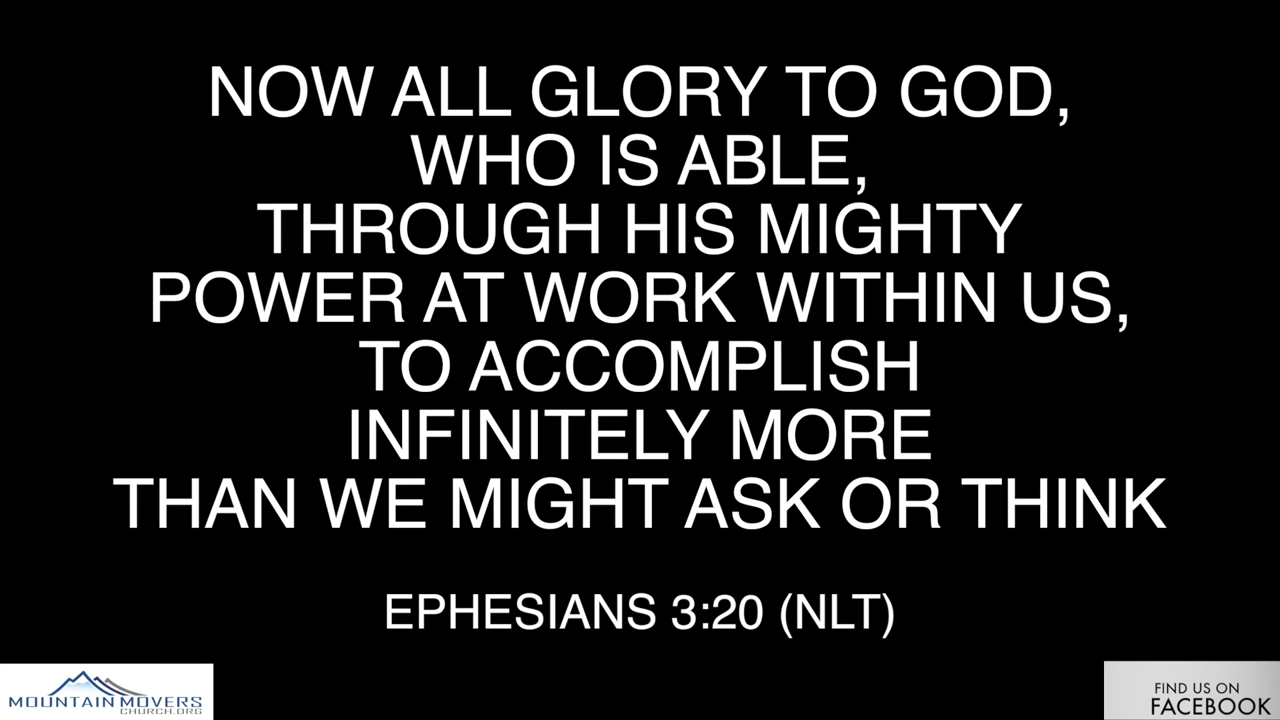 NOW ALL GLORY TO GOD,
WHO IS ABLE,
THROUGH HIS MIGHTY
POWER AT WORK WITHIN US,
TO ACCOMPLISH
INFINITELY MORE
THAN WE MIGHT ASK OR THINK
EPHESIANS 3:20 (NLT)
MOUNTAIN MOVERS
CHURCH.ORG
FIND US ON
FACEBOOK